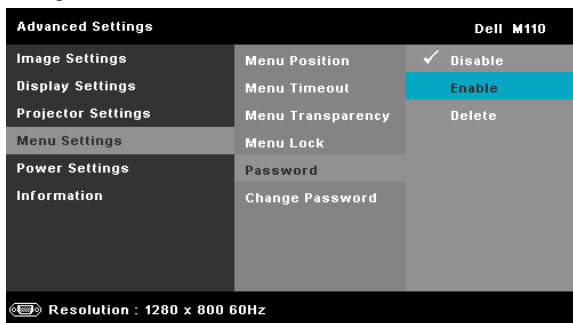 Advanced Settings Dell M110
Image Settings
Display Settings
Projector Settings
Menu Settings
Power Settings
Information
Menu Position
Menu Timeout
Menu Transparency
Menu Lock
Password
Change Password
Disable
Enable
Delete
Resolution : 1280 x 800 60Hz